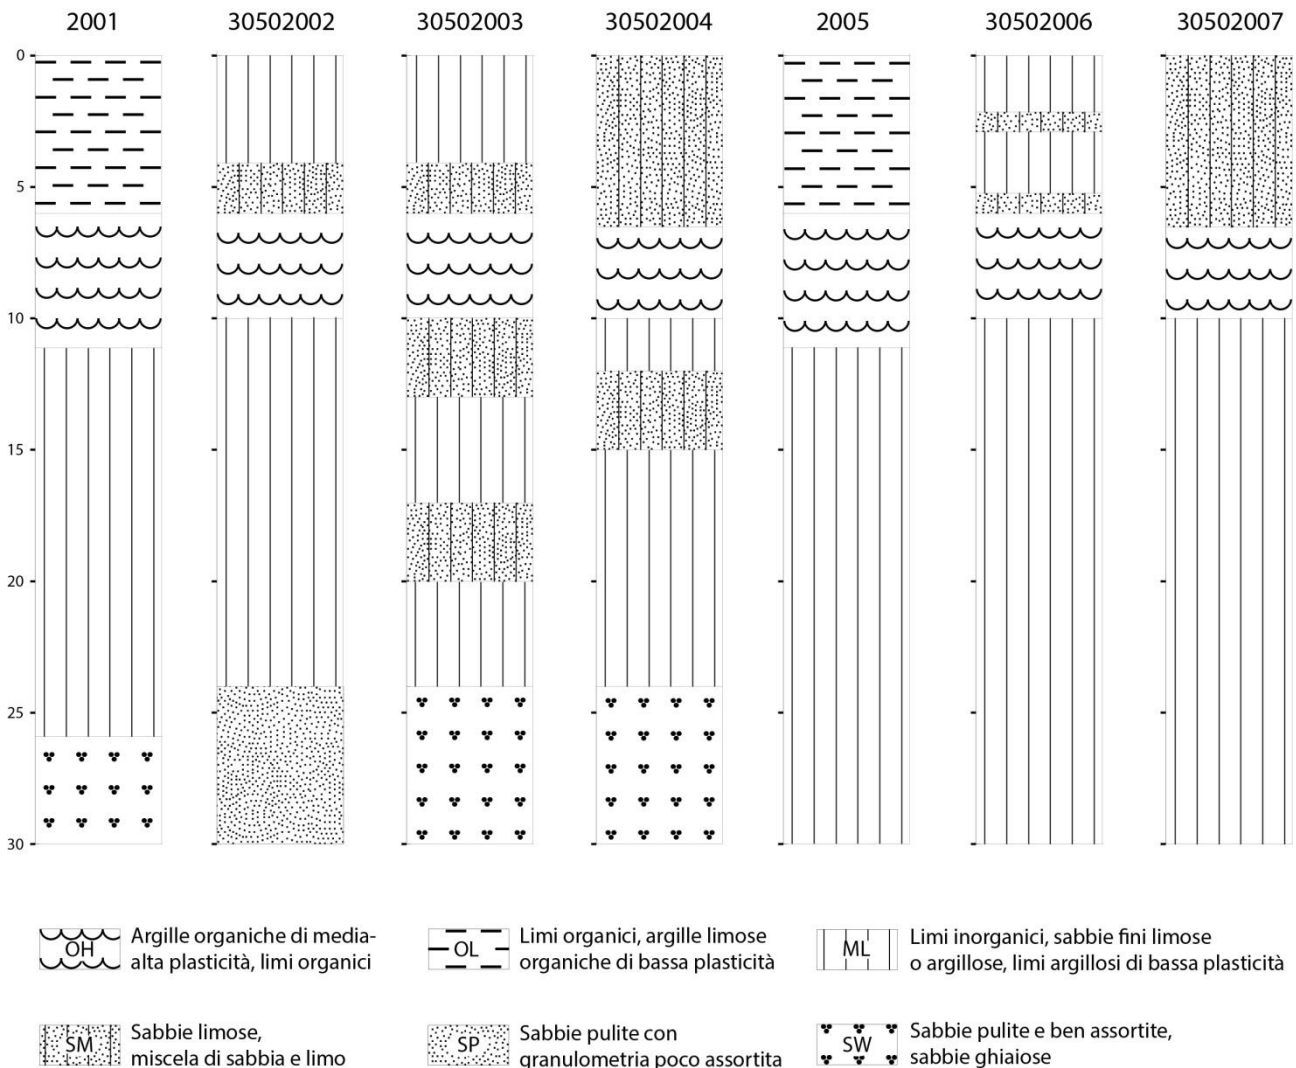 2001 30502002 30502003 30502004 2005 30502006 30502007
0
5
10
15
20
25
30
OH Argille organiche di media-
alta plasticità, limi organici
OL Limi organici, argille limose
organiche di bassa plasticità
ML Limi inorganici, sabbie fini limose
o argillose, limi argillosi di bassa plasticità
SM Sabbie limose,
miscela di sabbia e limo
SP Sabbie pulite con
granulometria poco assortita
SW Sabbie pulite e ben assortite,
sabbie ghiaiose